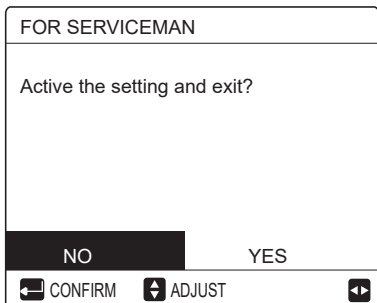 FOR SERVICEMAN
Active the setting and exit?
NO YES
CONFIRM ADJUST